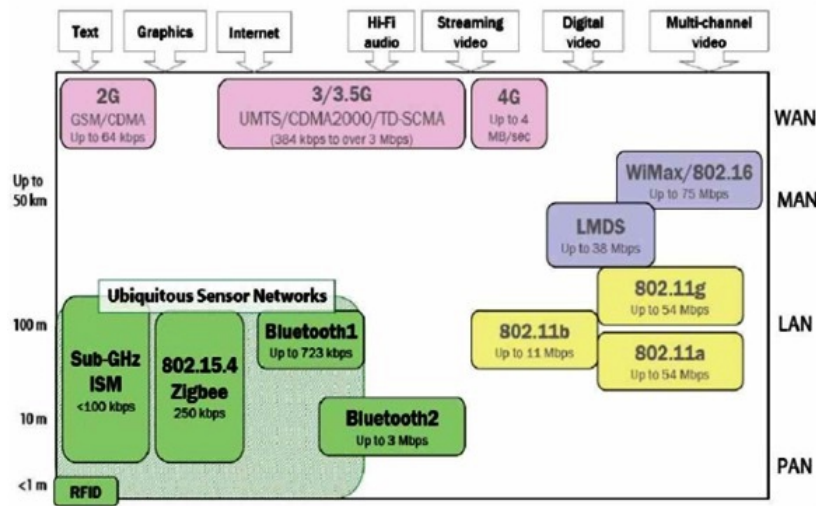 Text
Graphics
Internet
Hi-Fi
audio
Streaming
video
Digital
video
Multi-channel
video
2G
GSM/CDMA
Up to 64 kbps
3/3.5G
UMTS/CDMA2000/TD-SCMA
(384 kbps to over 3 Mbps)
4G
Up to 4
MB/sec
WAN
Up to
50 km
WiMax/802.16
Up to 75 Mbps
MAN
LMDS
Up to 38 Mbps
Ubiquitous Sensor Networks
802.11g
Up to 54 Mbps
100 m
Sub-GHz
ISM
<100 kbps
802.15.4
Zigbee
250 kbps
Bluetooth1
Up to 723 kbps
802.11b
Up to 11 Mbps
LAN
802.11a
Up to 54 Mbps
10 m
Bluetooth2
Up to 3 Mbps
PAN
<1 m
RFID